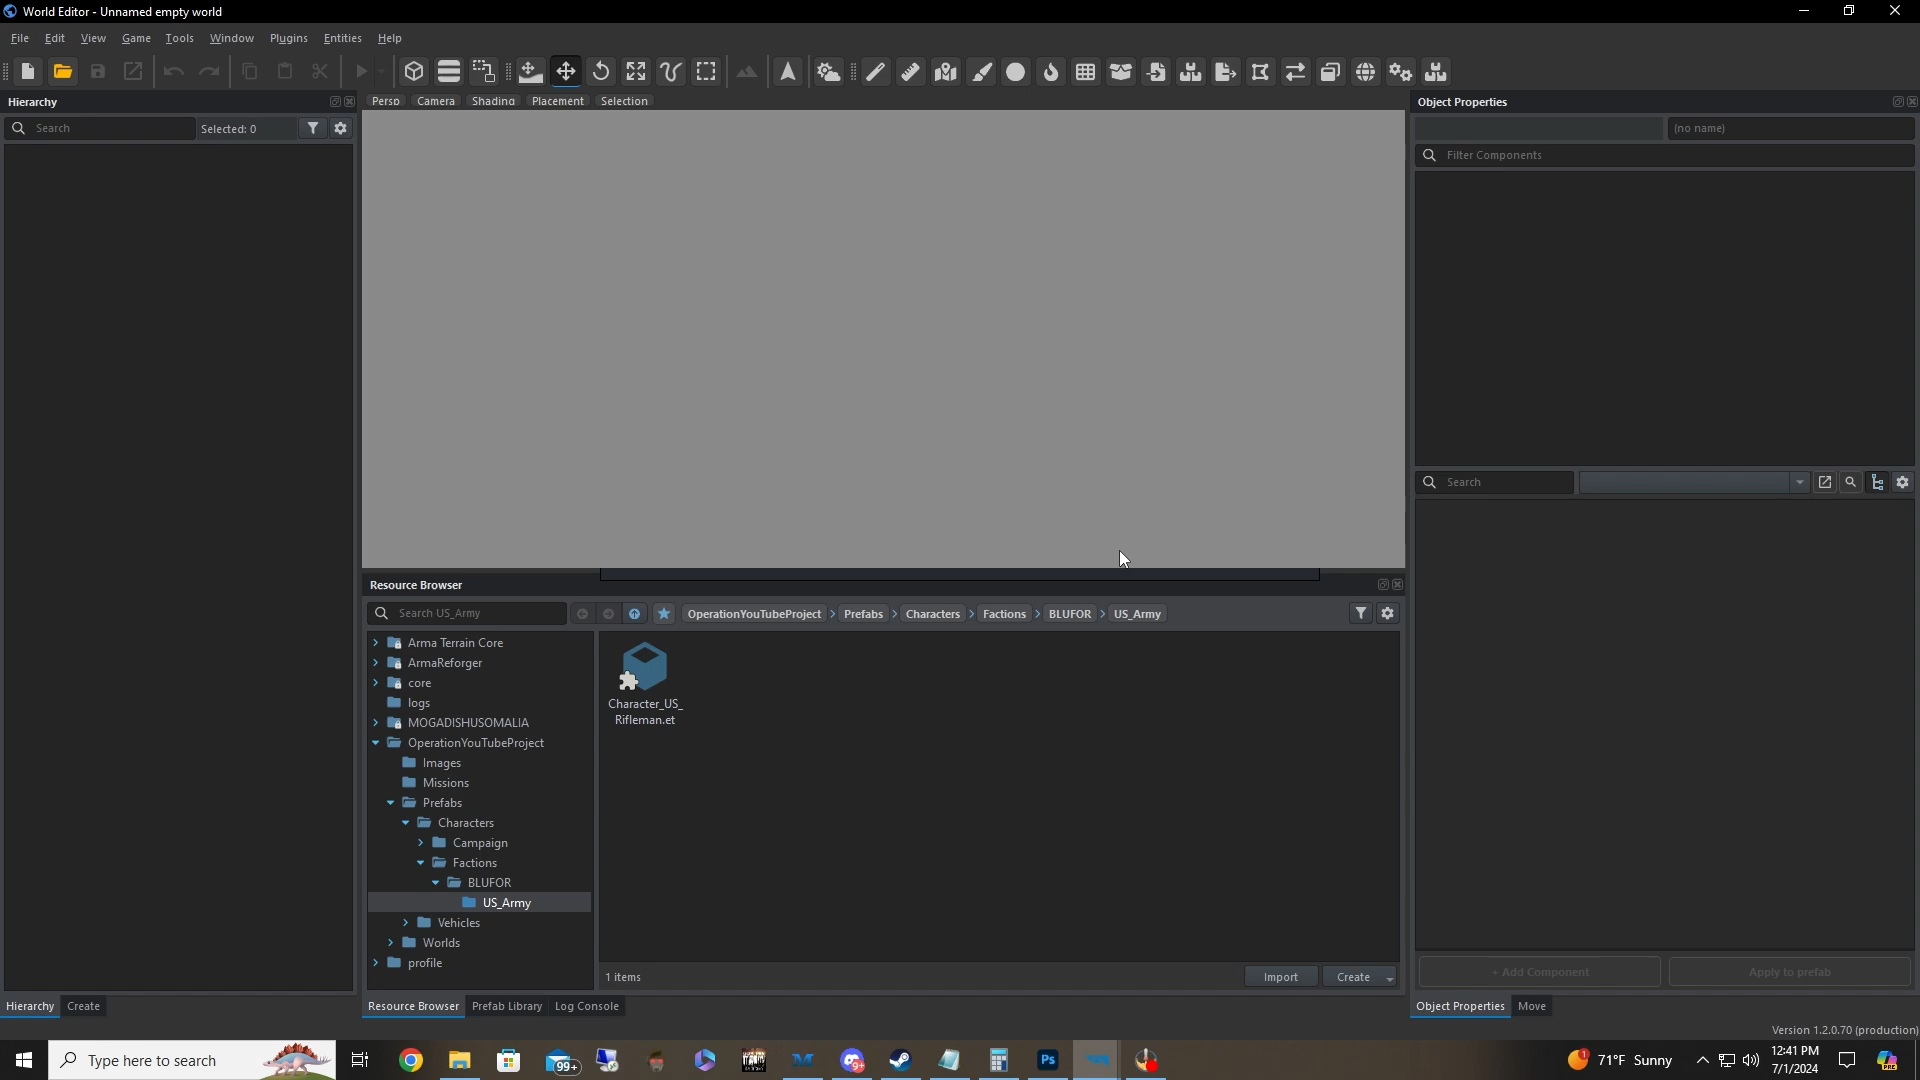 World Editor - Unnamed empty world
File Edit View Game Tools Window Plugins Entities Help
Hierarchy
Search
Selected: 0
Persp Camera Shading Placement Selection
Object Properties
(no name)
Filter Components
Search
Resource Browser
Search US_Army
OperationYouTubeProject > Prefabs > Characters > Factions > BLUFOR > US_Army
Arma Terrain Core
ArmaReforger
core
logs
MOGADISHUSOMALIA
OperationYouTubeProject
Images
Missions
Prefabs
Characters
Campaign
Factions
BLUFOR
US_Army
Vehicles
Worlds
profile
Character_US_
Rifleman.et
1 items
Import Create
+ Add Component Apply to prefab
Hierarchy Create
Resource Browser Prefab Library Log Console
Object Properties Move
Version 1.2.0.70 (production)
Type here to search
99+
9+
Ps
1
71°F Sunny
12:41 PM
7/1/2024
PRE